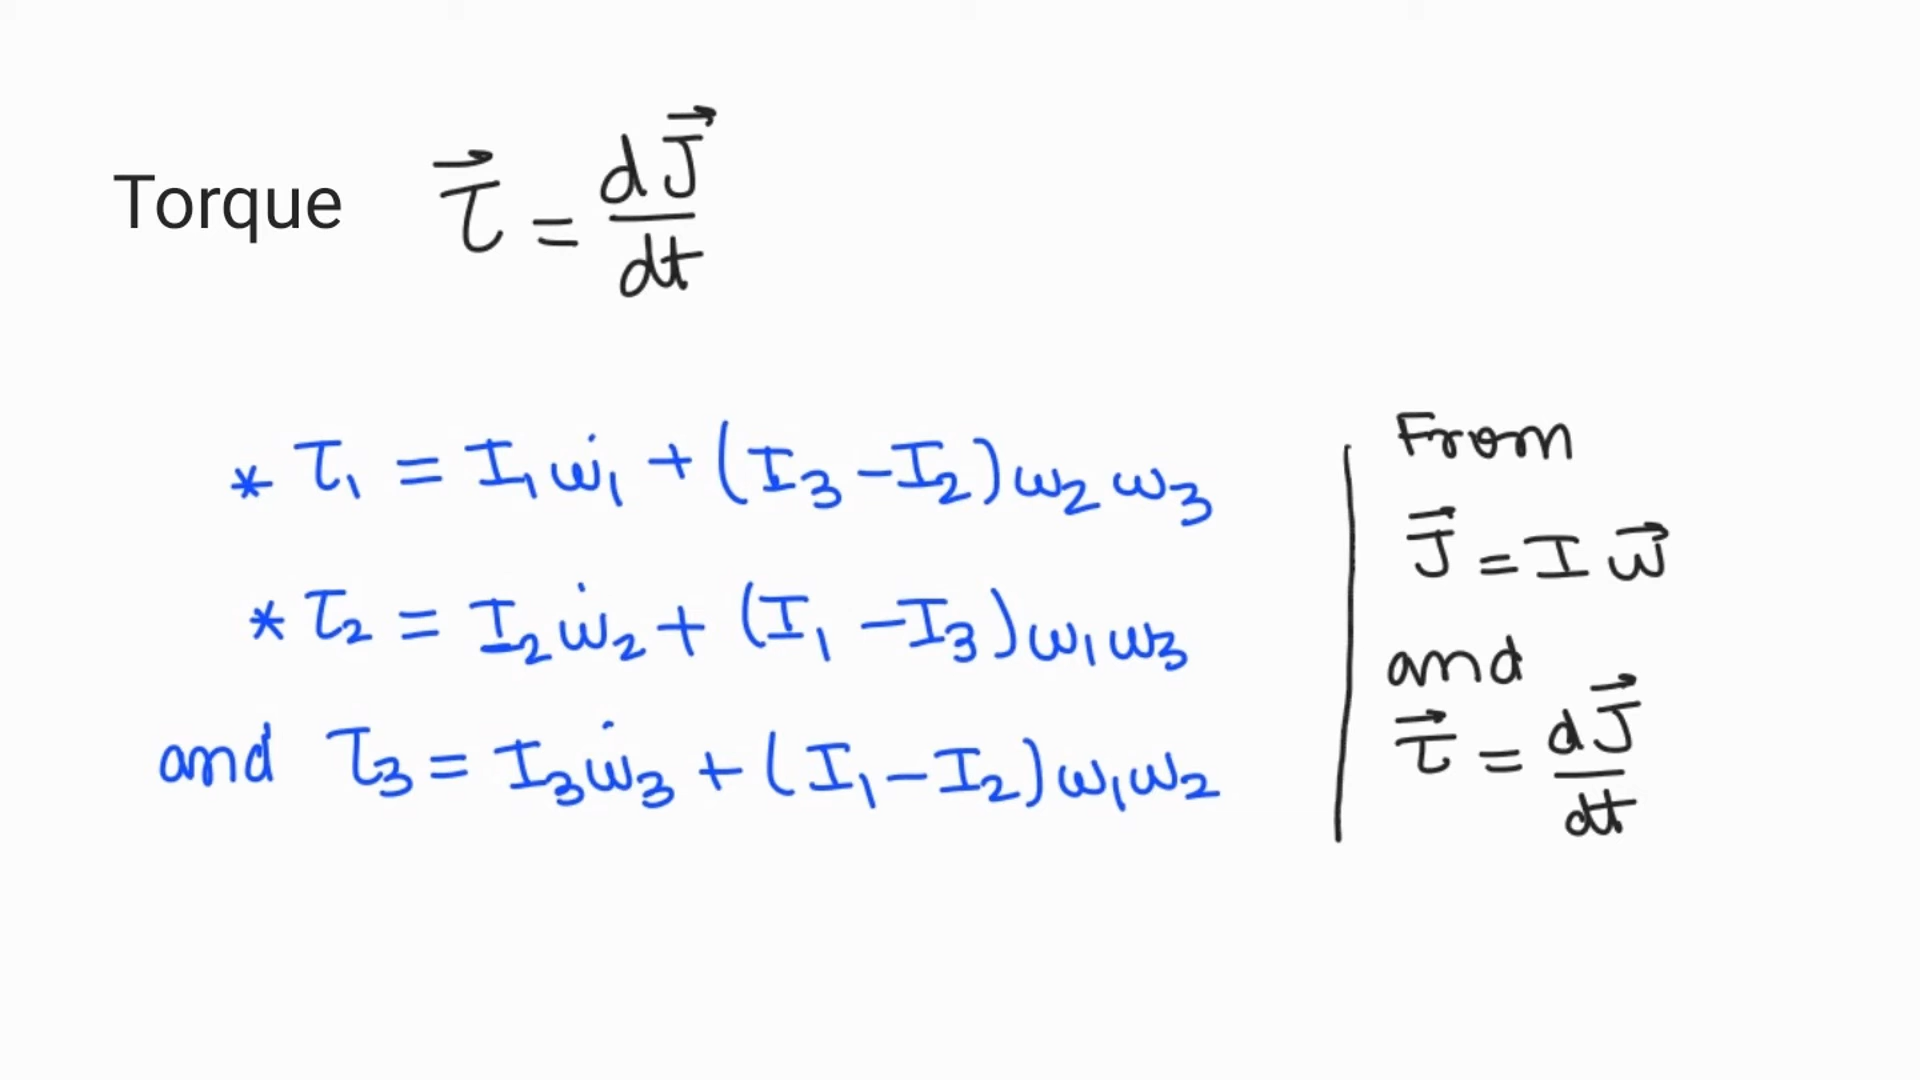 Torque τ⃗ = dJ⃗/dt
* τ₁ = I₁ω̇₁ + (I₃ – I₂)ω₂ω₃
* τ₂ = I₂ω̇₂ + (I₁ – I₃)ω₁ω₃
and τ₃ = I₃ω̇₃ + (I₁ – I₂)ω₁ω₂
From
J⃗ = Iω⃗
and
τ⃗ = dJ⃗/dt